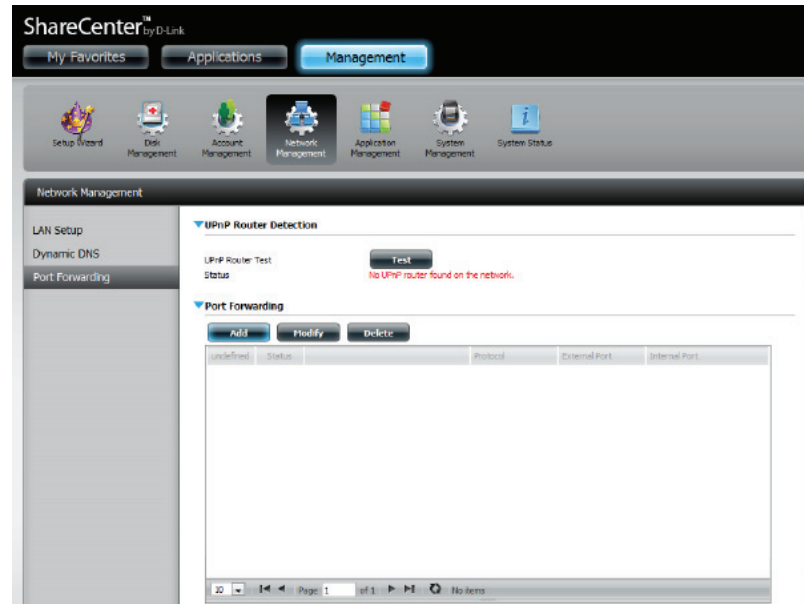 ShareCenter™ by D-Link
My Favorites Applications Management
Setup Wizard Disk Management Account Management Network Management Application Management System Management System Status
Network Management
LAN Setup
Dynamic DNS
Port Forwarding
UPnP Router Detection
UPnP Router Test Test
Status No UPnP router found on the network.
Port Forwarding
Add Modify Delete
undefined Status Protocol External Port Internal Port
10 Page 1 of 1 No items